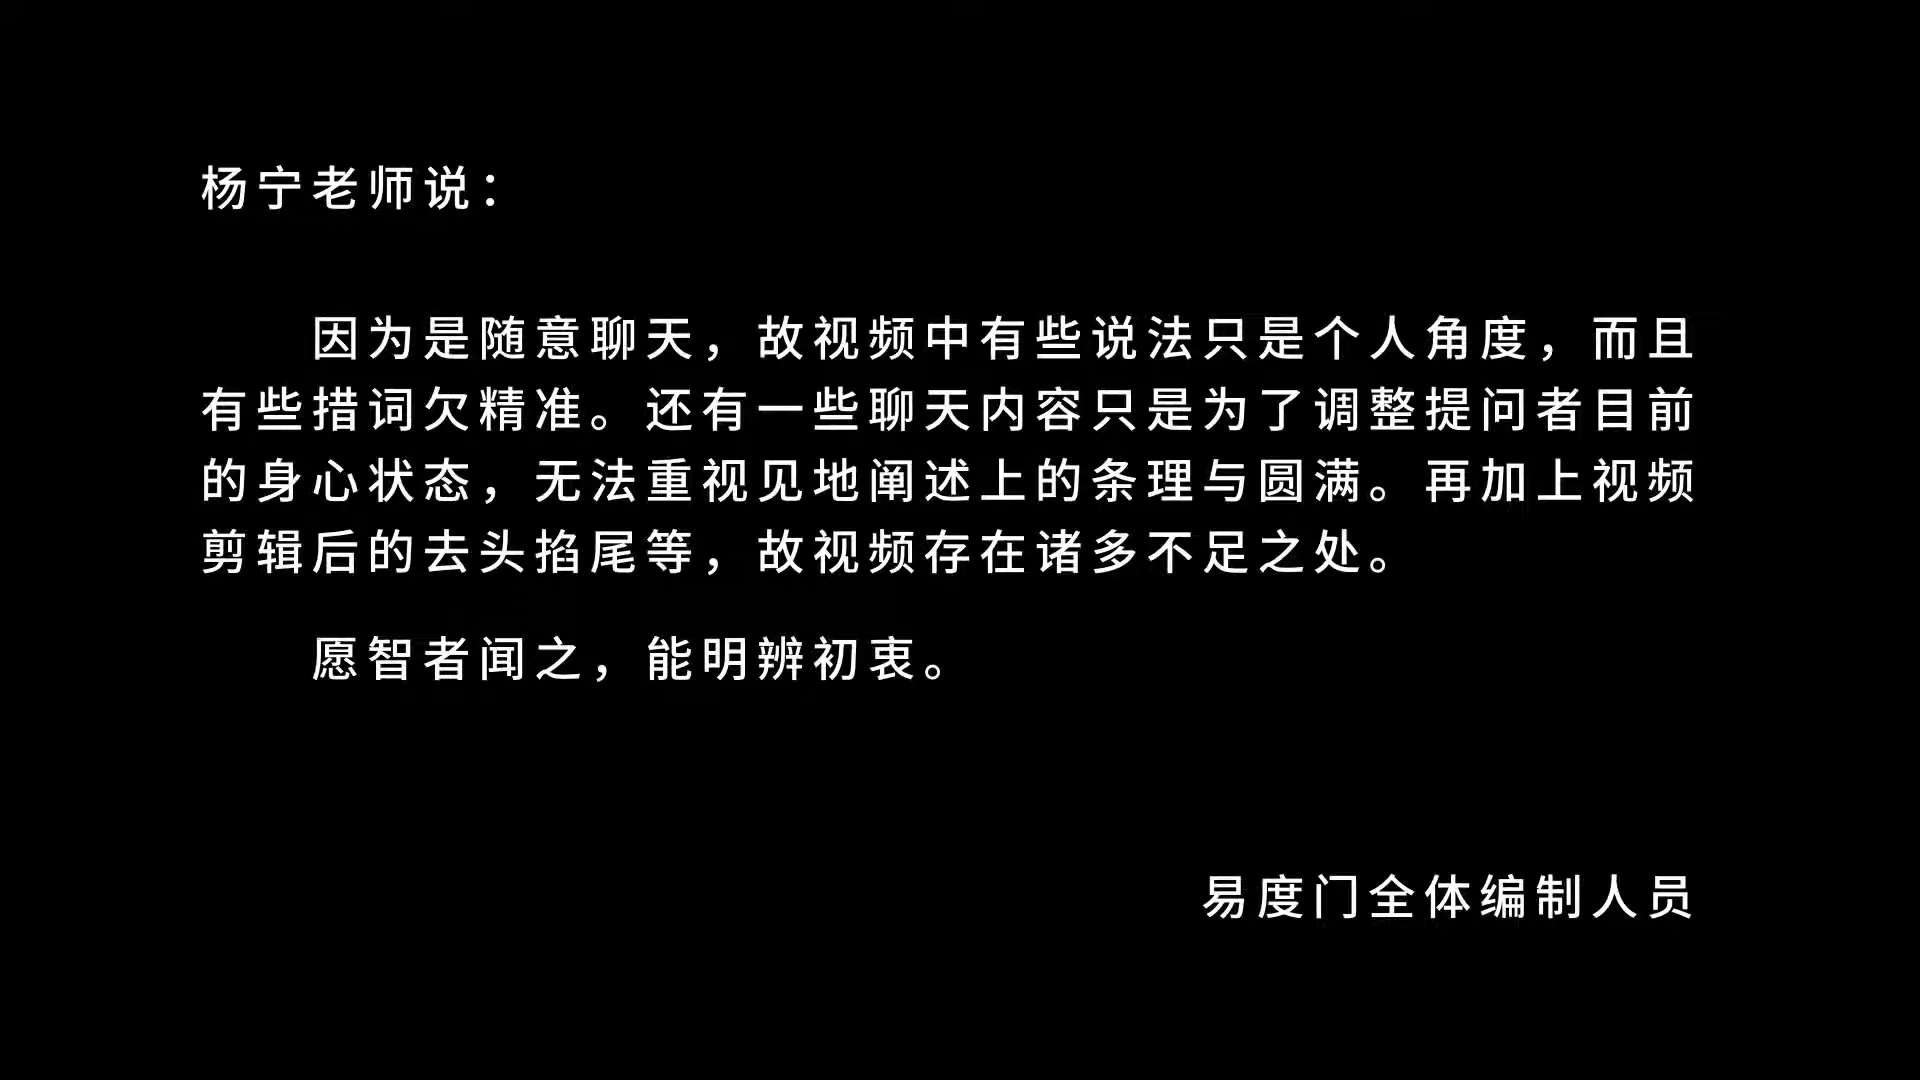 杨宁老师说：
因为是随意聊天，故视频中有些说法只是个人角度，而且
有些措词欠精准。还有一些聊天内容只是为了调整提问者目前
的身心状态，无法重视见地阐述上的条理与圆满。再加上视频
剪辑后的去头掐尾等，故视频存在诸多不足之处。
愿智者闻之，能明辨初衷。
易度门全体编制人员